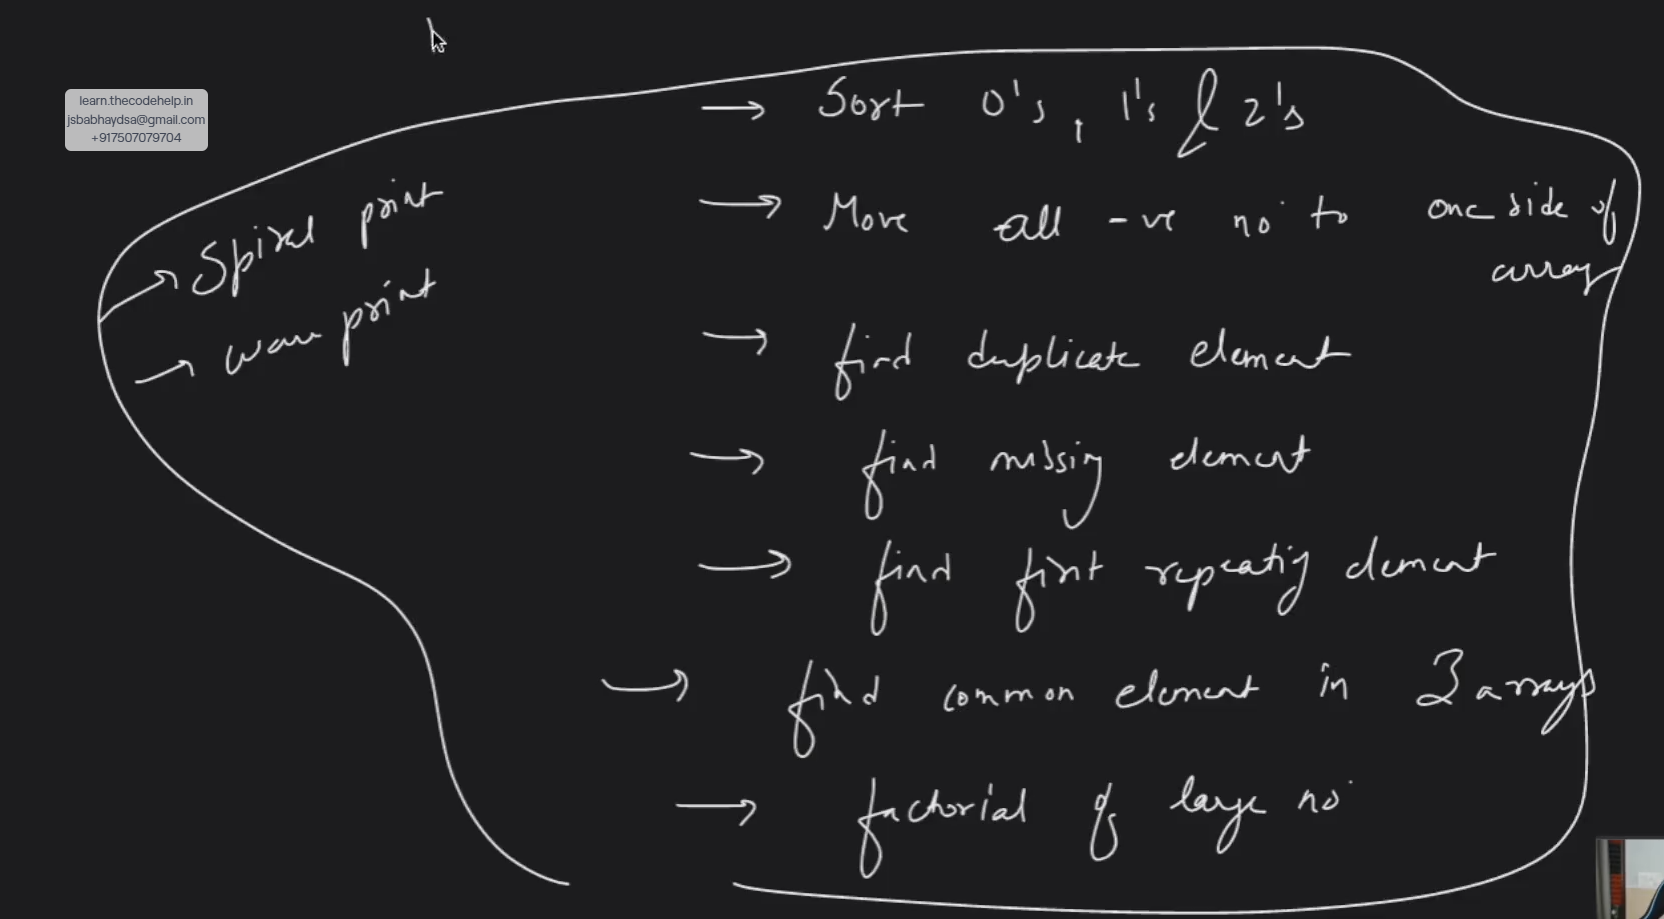 learn.thecodehelp.in
jsbabhaydsa@gmail.com
+917507079704
→ Spiral print
→ wave print
→ Sort 0's, 1's & 2's
→ Move all -ve no to one side of
array
→ find duplicate element
→ find missing element
→ find first repeating element
→ find common element in 3 arrays
→ factorial of large no